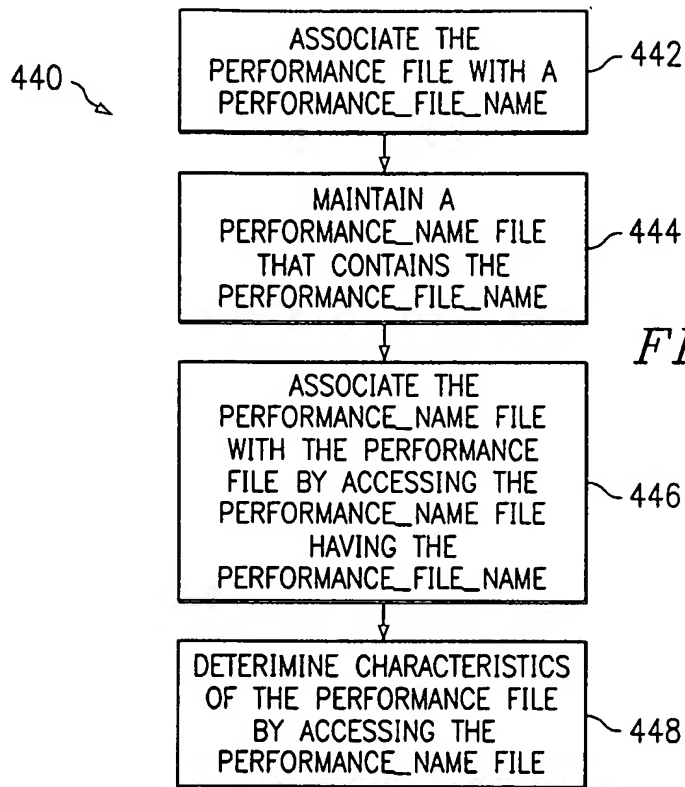 440
ASSOCIATE THE
PERFORMANCE FILE WITH A
PERFORMANCE_FILE_NAME
442
MAINTAIN A
PERFORMANCE_NAME FILE
THAT CONTAINS THE
PERFORMANCE_FILE_NAME
444
ASSOCIATE THE
PERFORMANCE_NAME FILE
WITH THE PERFORMANCE
FILE BY ACCESSING THE
PERFORMANCE_NAME FILE
HAVING THE
PERFORMANCE_FILE_NAME
446
DETERIMINE CHARACTERISTICS
OF THE PERFORMANCE FILE
BY ACCESSING THE
PERFORMANCE_NAME FILE
448